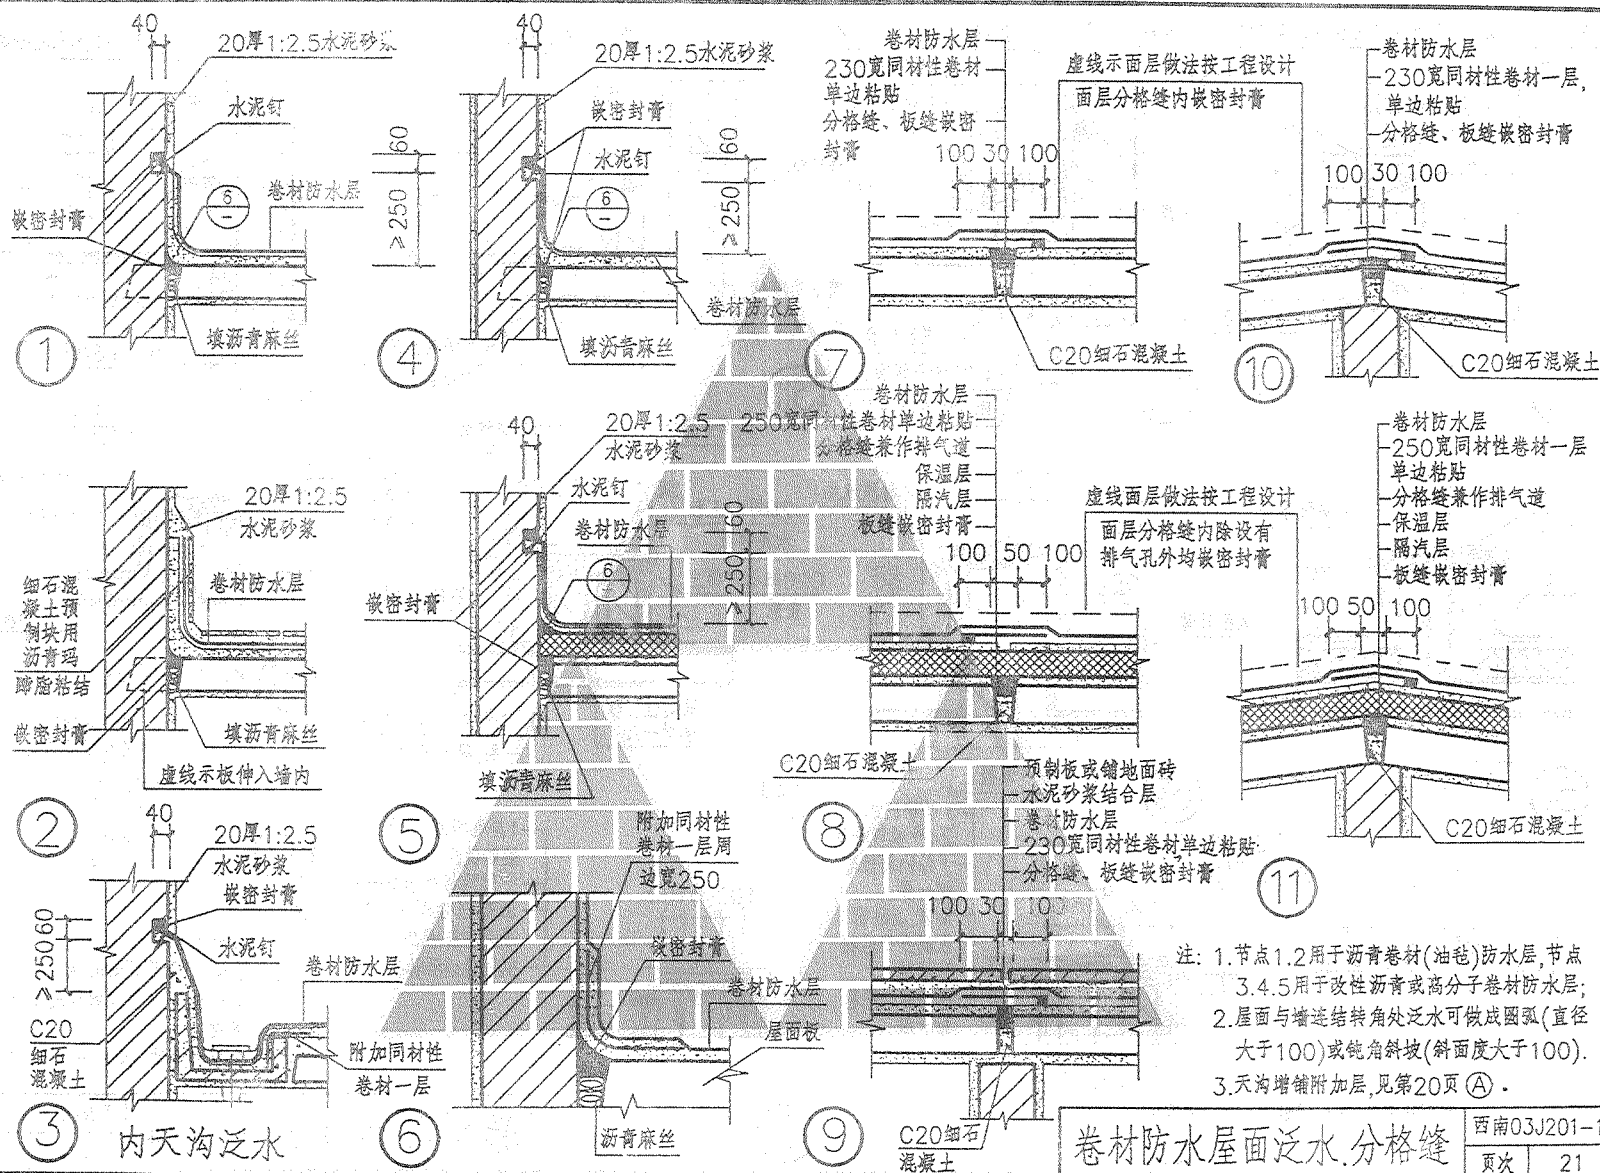 40
20厚1:2.5水泥砂浆
水泥钉
60
≥250
6
—
卷材防水层
嵌密封膏
填沥青麻丝
1
40
20厚1:2.5水泥砂浆
嵌密封膏
水泥钉
60
≥250
6
—
卷材防水层
填沥青麻丝
4
卷材防水层
230宽同材性卷材
单边粘贴
分格缝、板缝嵌密
封膏
100 30 100
虚线示面层做法按工程设计
面层分格缝内嵌密封膏
C20细石混凝土
7
卷材防水层
230宽同材性卷材一层,
单边粘贴
分格缝、板缝嵌密封膏
100 30 100
C20细石混凝土
10
20厚1:2.5
水泥砂浆
卷材防水层
细石混
凝土预
制块用
沥青玛
蹄脂粘结
嵌密封膏
填沥青麻丝
虚线示板伸入墙内
2
40
20厚1:2.5
水泥砂浆
水泥钉
卷材防水层
60
≥250
6
嵌密封膏
填沥青麻丝
5
卷材防水层
250宽同材性卷材单边粘贴
分格缝兼作排气道
保温层
隔汽层
板缝嵌密封膏
100 50 100
虚线面层做法按工程设计
面层分格缝内除设有
排气孔外均嵌密封膏
C20细石混凝土
8
卷材防水层
250宽同材性卷材一层
单边粘贴
分格缝兼作排气道
保温层
隔汽层
板缝嵌密封膏
100 50 100
C20细石混凝土
11
40
20厚1:2.5
水泥砂浆
嵌密封膏
水泥钉
60
≥250
卷材防水层
C20
细石
混凝土
附加同材性
卷材一层
3
内天沟泛水
附加同材性
卷材一层周
边宽250
嵌密封膏
卷材防水层
屋面板
沥青麻丝
6
预制板或铺地面砖
水泥砂浆结合层
卷材防水层
230宽同材性卷材单边粘贴
分格缝、板缝嵌密封膏
100 30 100
C20细石
混凝土
9
注: 1.节点1.2用于沥青卷材(油毡)防水层,节点
3.4.5用于改性沥青或高分子卷材防水层;
2.屋面与墙连结转角处泛水可做成圆弧(直径
大于100)或钝角斜坡(斜面度大于100).
3.天沟增铺附加层,见第20页Ⓐ.
卷材防水屋面泛水.分格缝
西南03J201-1
页次 21